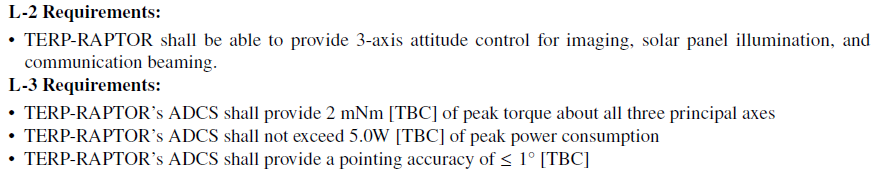 L-2 Requirements:
• TERP-RAPTOR shall be able to provide 3-axis attitude control for imaging, solar panel illumination, and
communication beaming.
L-3 Requirements:
• TERP-RAPTOR's ADCS shall provide 2 mNm [TBC] of peak torque about all three principal axes
• TERP-RAPTOR's ADCS shall not exceed 5.0W [TBC] of peak power consumption
• TERP-RAPTOR's ADCS shall provide a pointing accuracy of ≤ 1° [TBC]